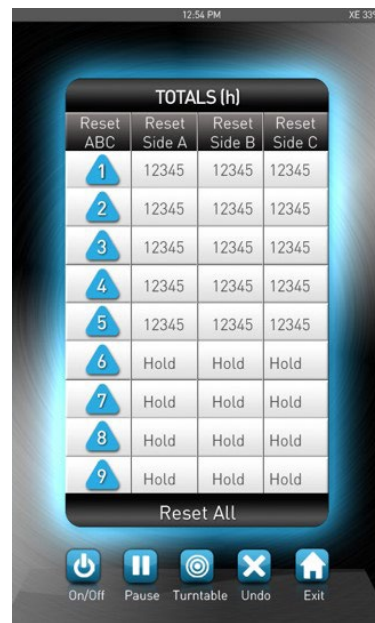 12:54 PM XE 33°
TOTALS (h)
Reset ABC Reset Side A Reset Side B Reset Side C
1 12345 12345 12345
2 12345 12345 12345
3 12345 12345 12345
4 12345 12345 12345
5 12345 12345 12345
6 Hold Hold Hold
7 Hold Hold Hold
8 Hold Hold Hold
9 Hold Hold Hold
Reset All
On/Off Pause Turntable Undo Exit